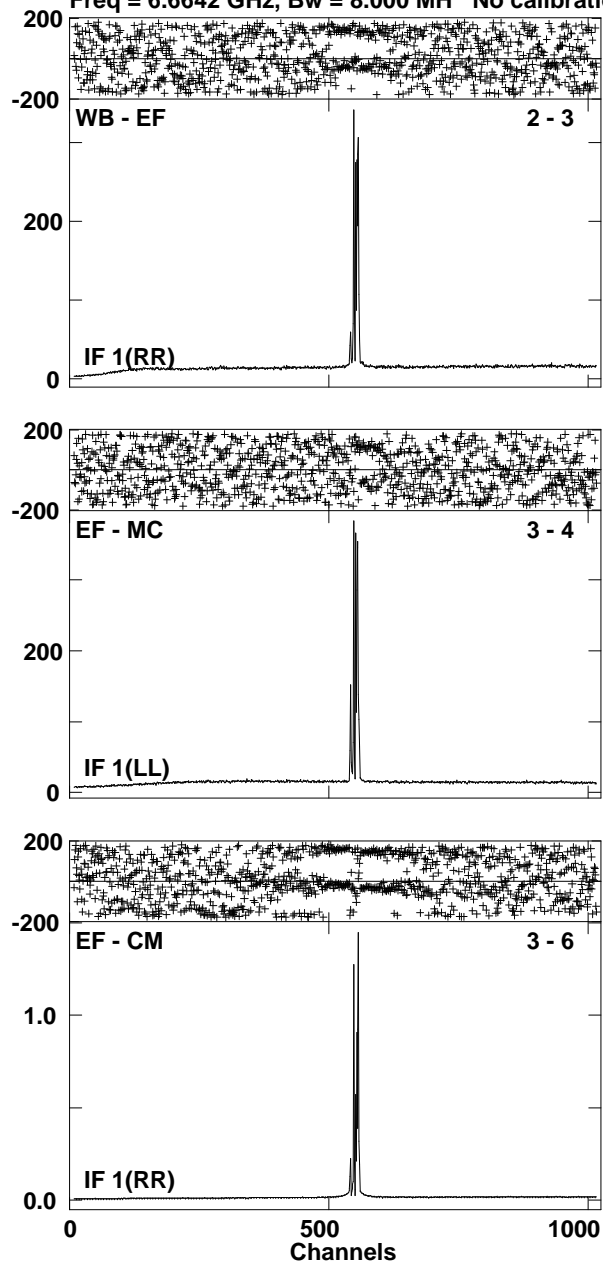 Freq = 6.6642 GHz, Bw = 8.000 MH No calibratio
200
-200
WB - EF 2 - 3
200
IF 1(RR)
0
200
-200
EF - MC 3 - 4
200
IF 1(LL)
0
200
-200
EF - CM 3 - 6
1.0
IF 1(RR)
0.0
0 500 1000
Channels